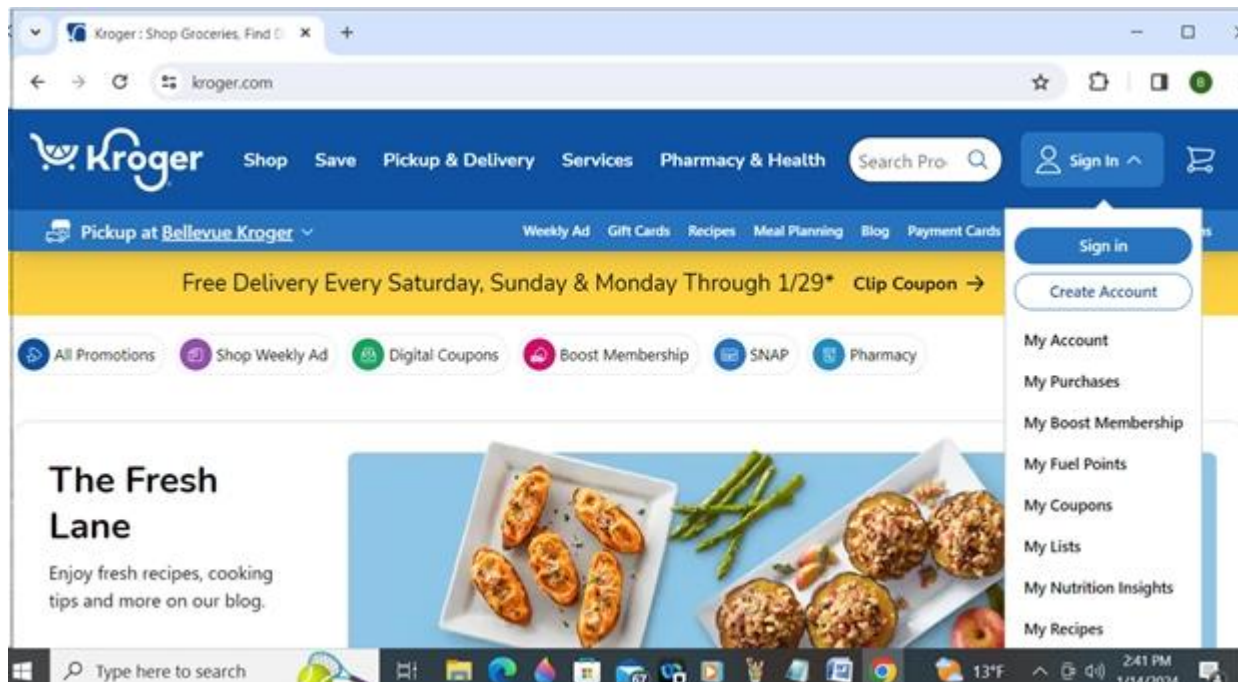 Kroger : Shop Groceries, Find D
kroger.com
Kroger Shop Save Pickup & Delivery Services Pharmacy & Health Search Pro Sign In
Pickup at Bellevue Kroger Weekly Ad Gift Cards Recipes Meal Planning Blog Payment Cards
Free Delivery Every Saturday, Sunday & Monday Through 1/29* Clip Coupon →
Sign in
Create Account
All Promotions Shop Weekly Ad Digital Coupons Boost Membership SNAP Pharmacy
My Account
My Purchases
My Boost Membership
My Fuel Points
My Coupons
My Lists
My Nutrition Insights
My Recipes
The Fresh
Lane
Enjoy fresh recipes, cooking
tips and more on our blog.
Type here to search 67 13°F 2:41 PM
1/14/2024